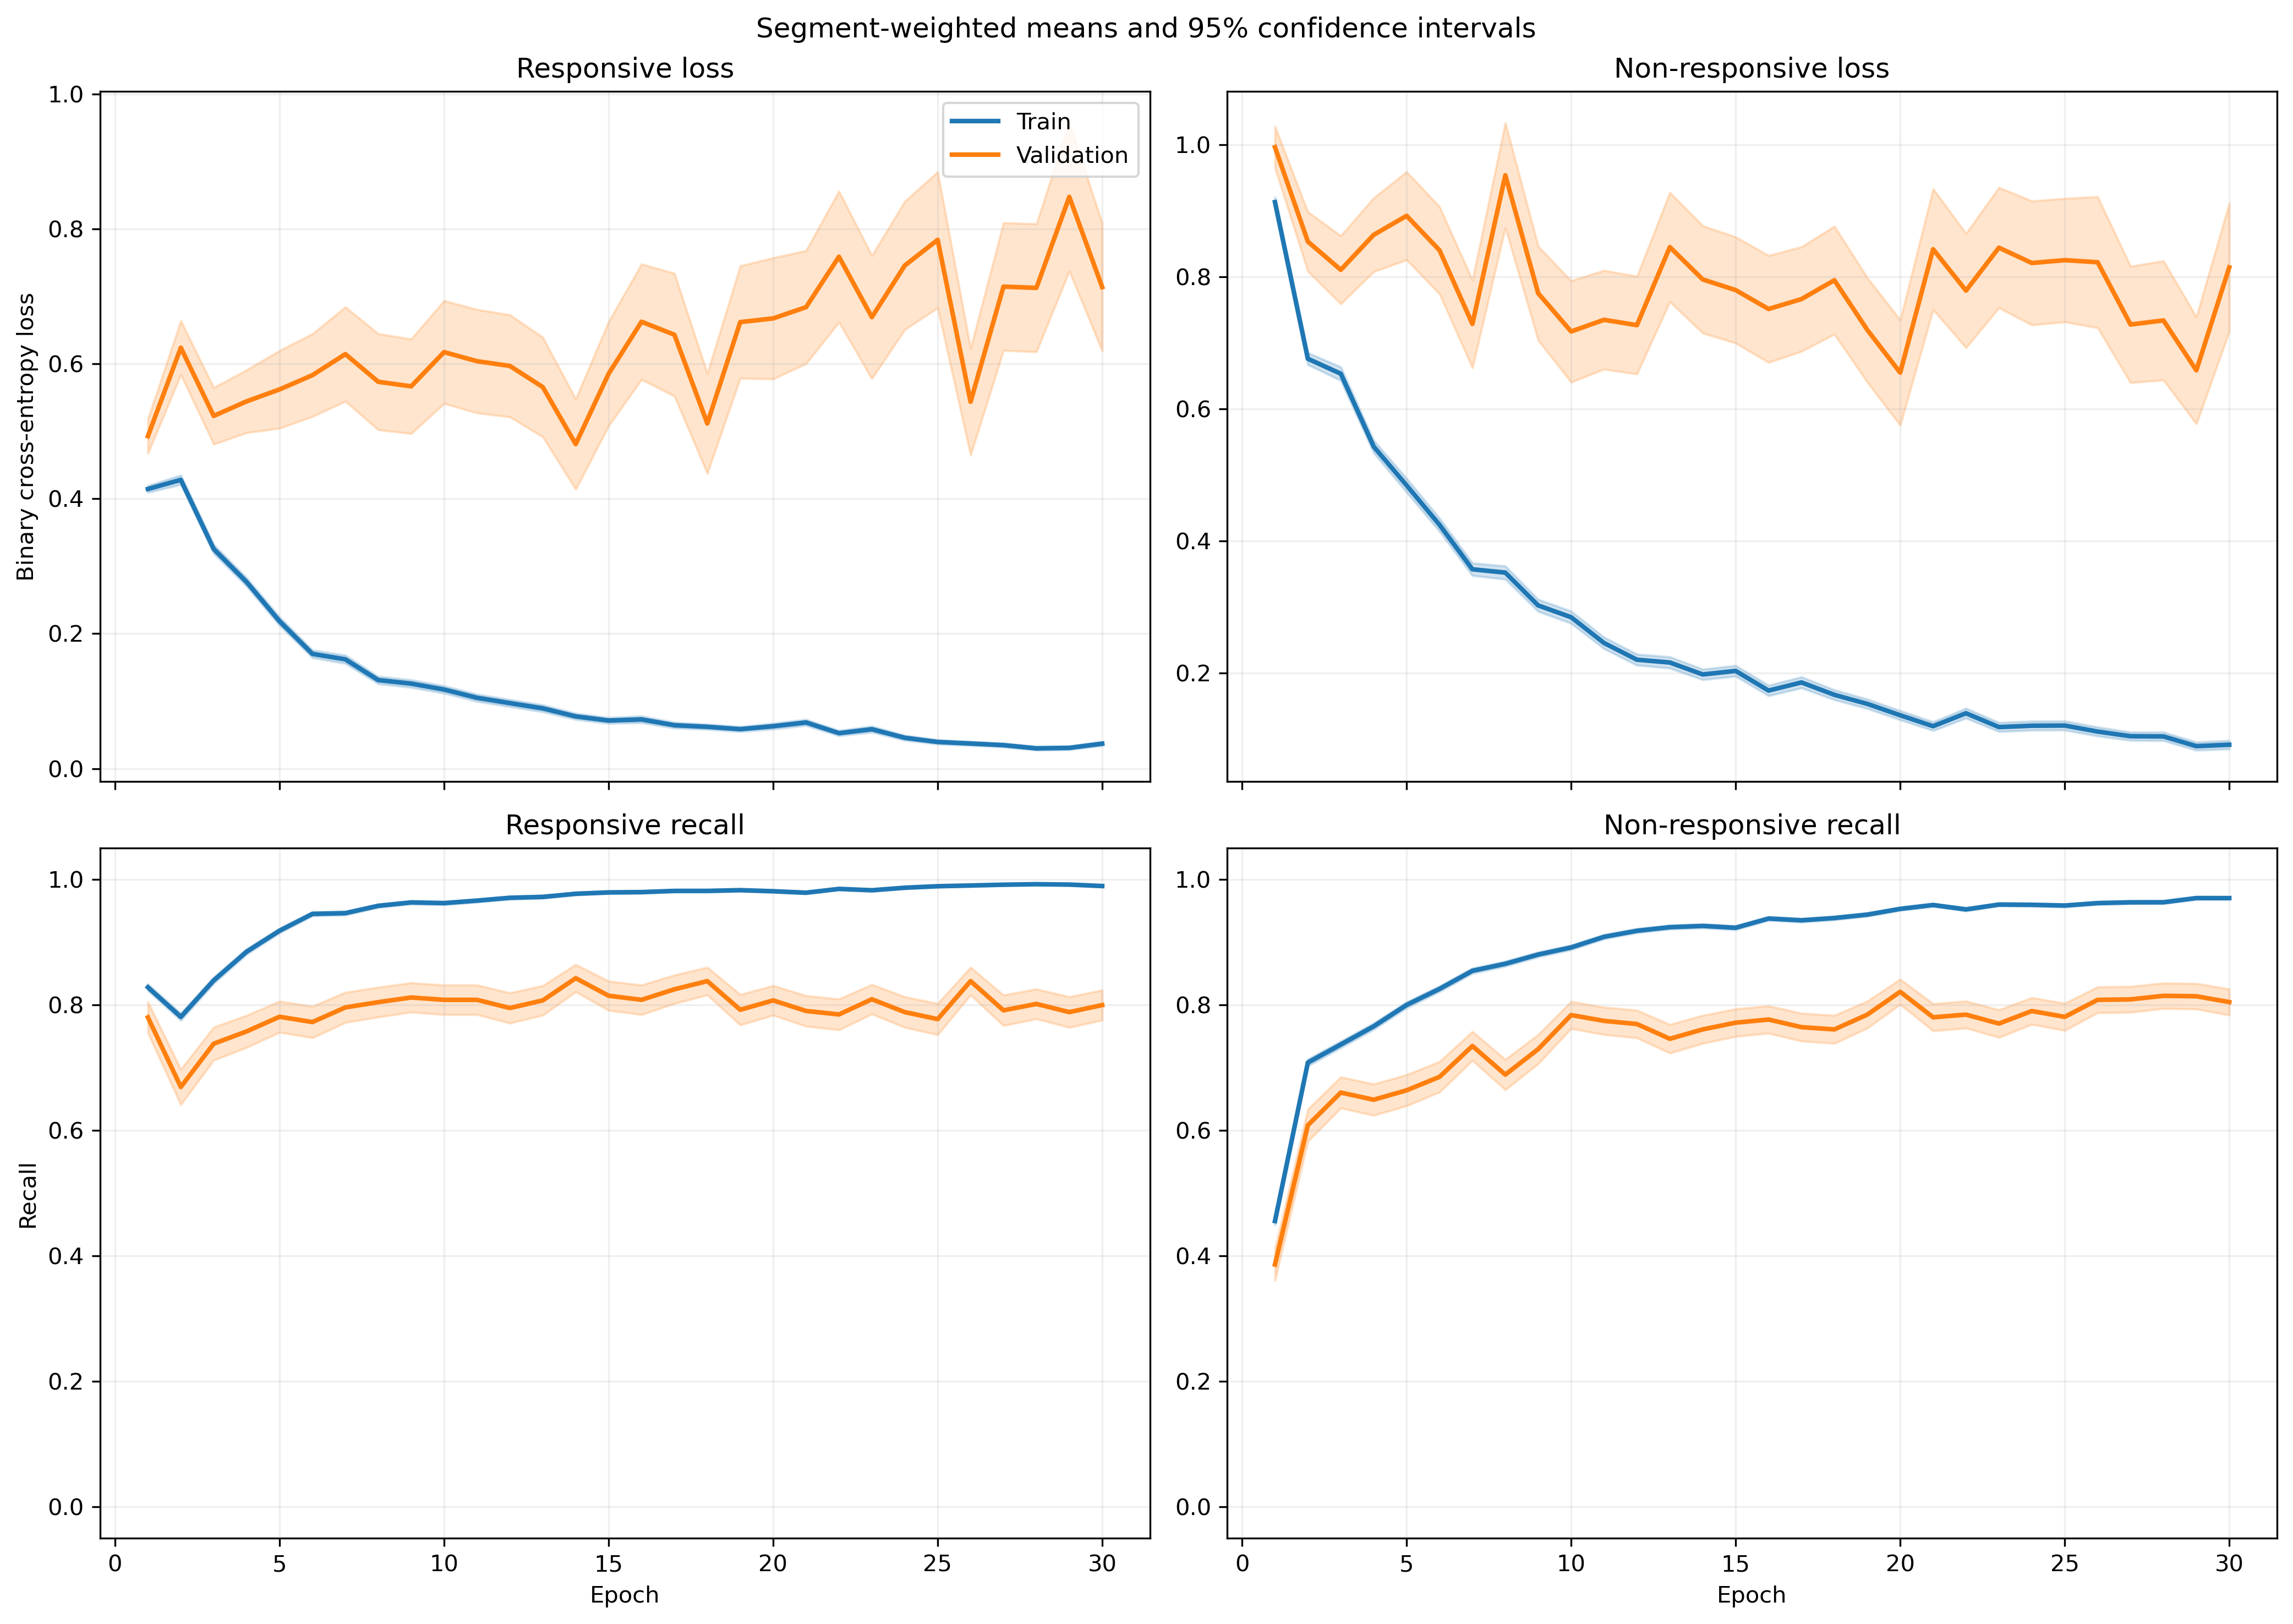 Segment-weighted means and 95% confidence intervals
Responsive loss
Non-responsive loss
Binary cross-entropy loss
1.0
0.8
0.6
0.4
0.2
0.0
Train
Validation
1.0
0.8
0.6
0.4
0.2
Responsive recall
Non-responsive recall
Recall
1.0
0.8
0.6
0.4
0.2
0.0
0 5 10 15 20 25 30
Epoch
1.0
0.8
0.6
0.4
0.2
0.0
0 5 10 15 20 25 30
Epoch